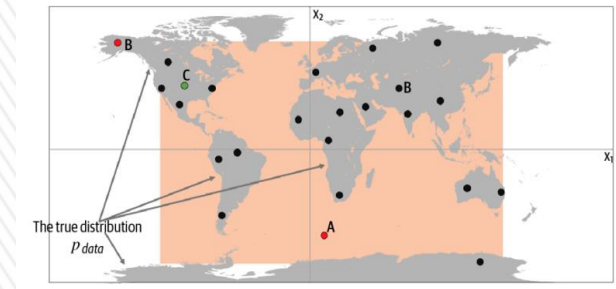 X₂
B
C
B
X₁
The true distribution
p data
A